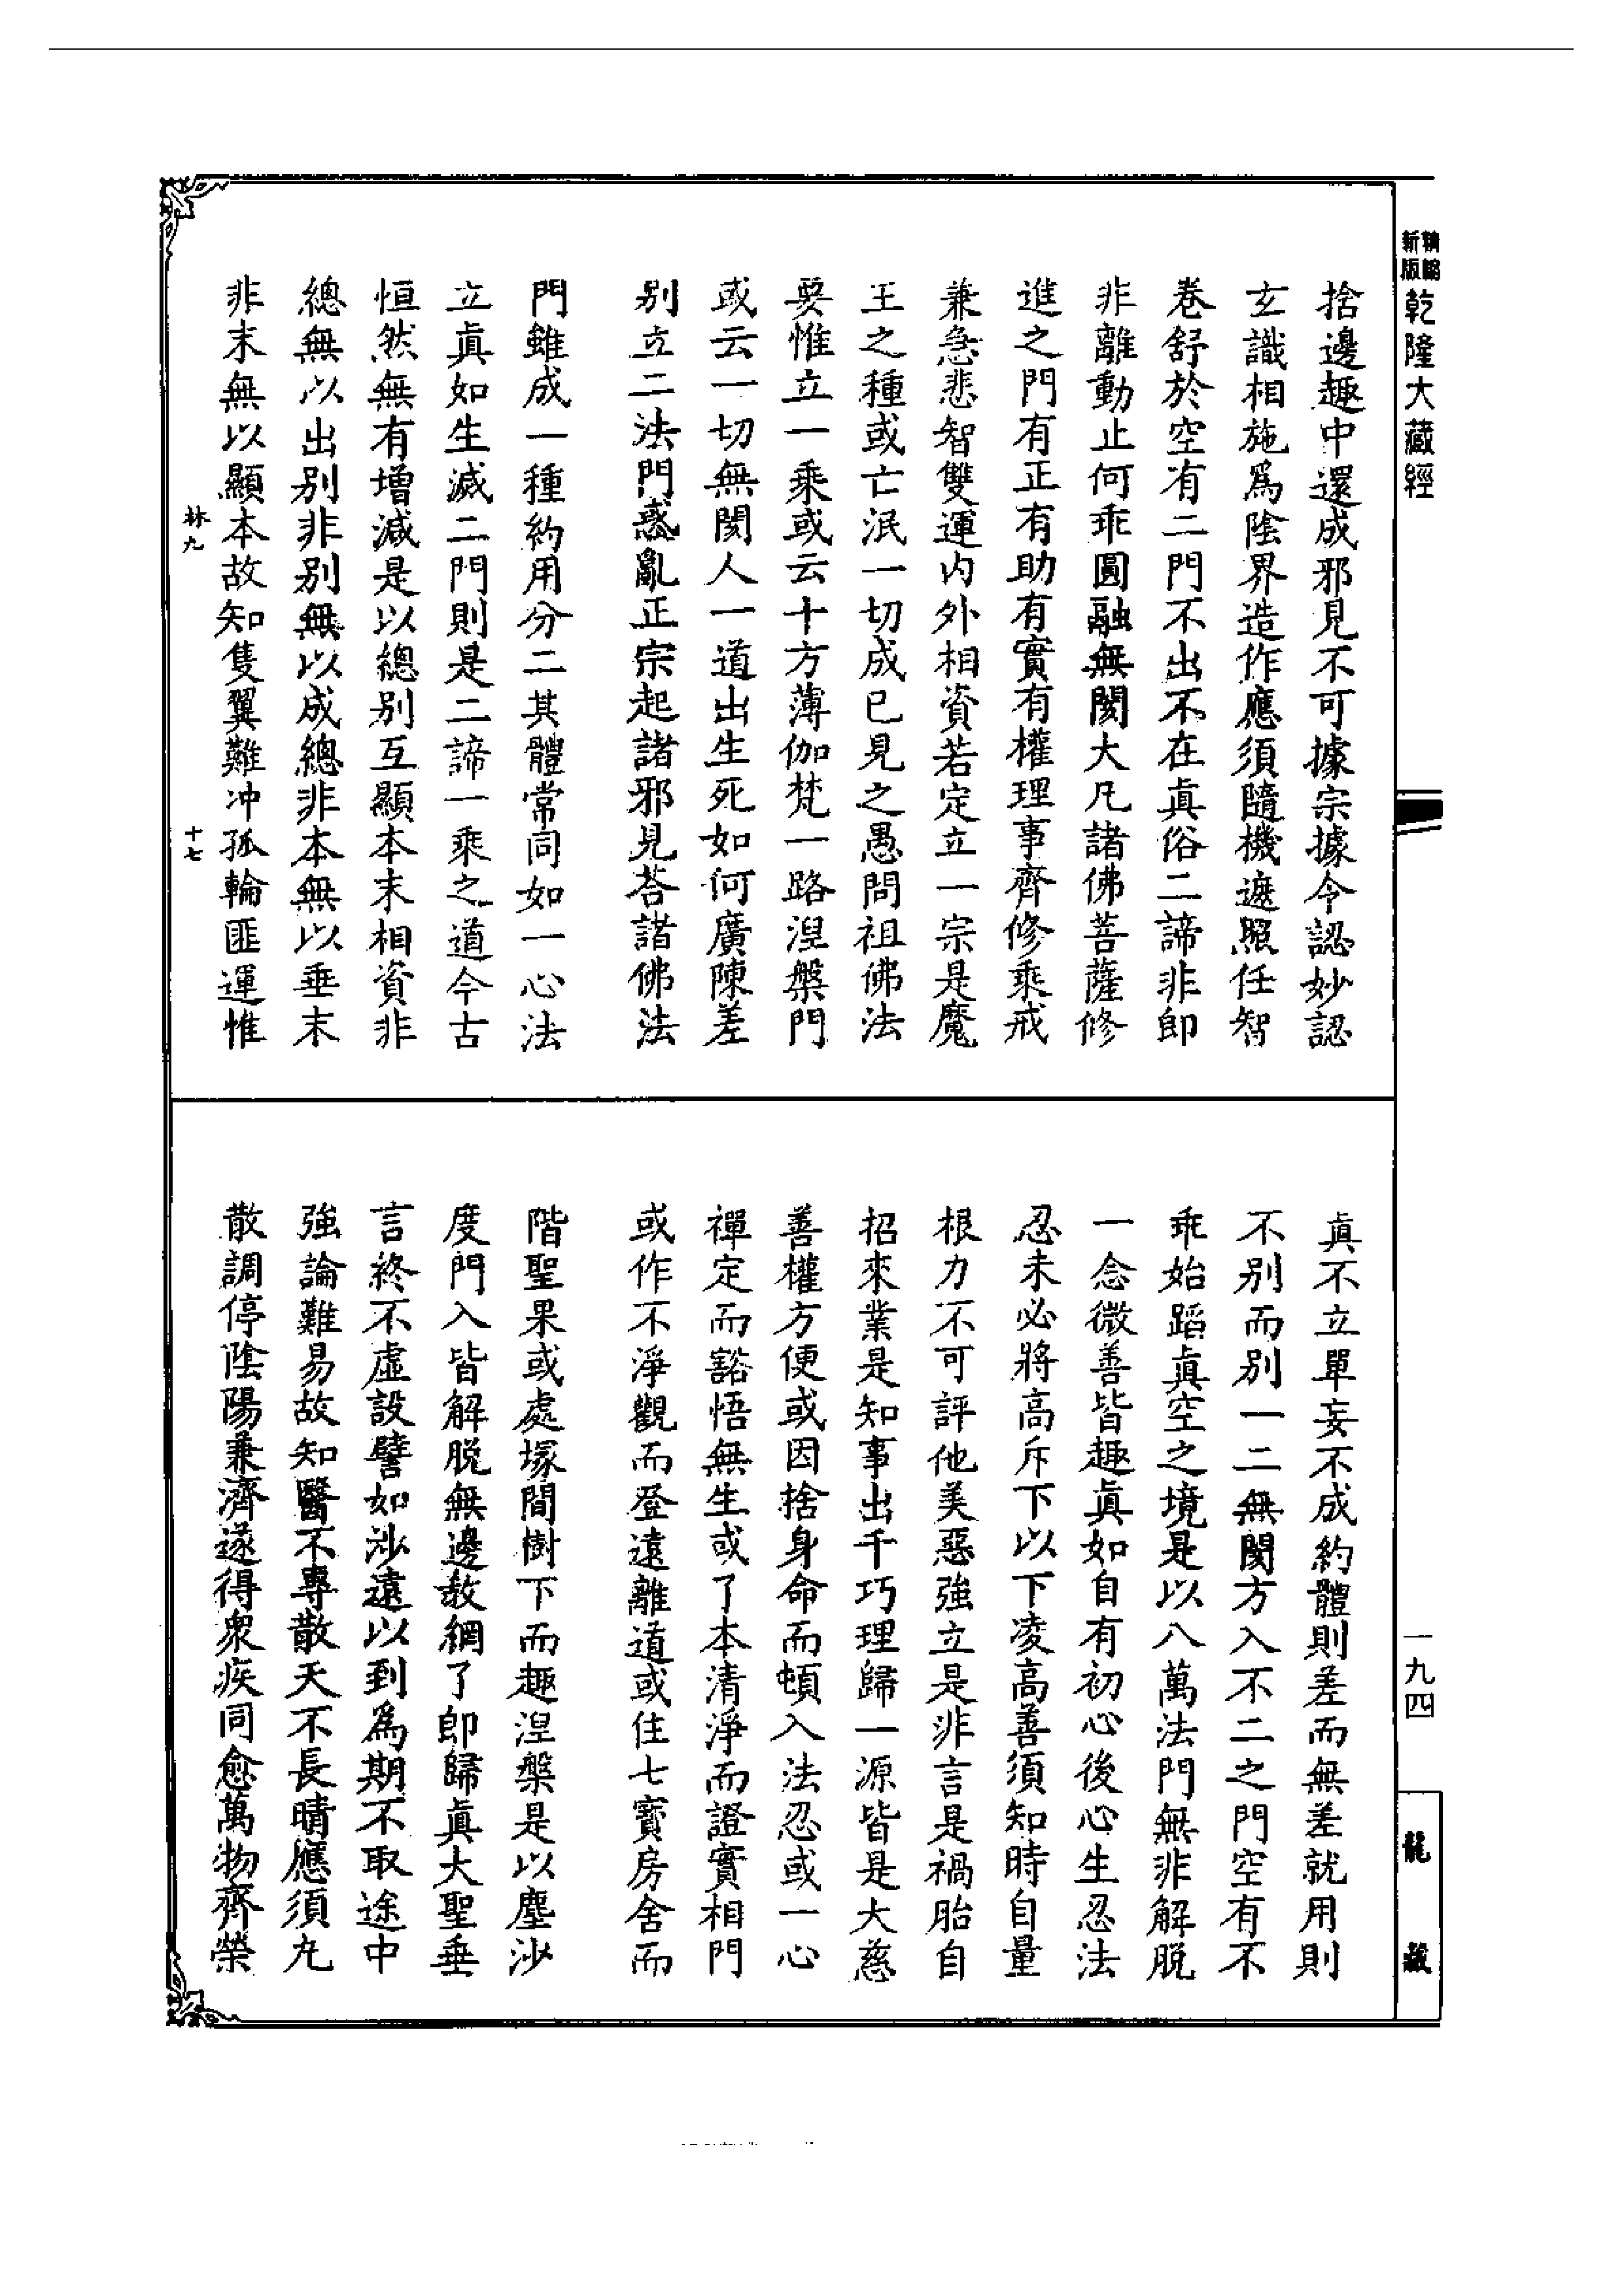 精編新版
乾隆大藏經
捨邊趣中還成邪見不可據宗據令認妙認
玄識相施爲陰界造作應須隨機遮照任智
卷舒於空有二門不出不在眞俗二諦非卽
非離動止何乖圓融無閡大凡諸佛菩薩修
進之門有正有助有實有權理事齊修乘戒
兼急悲智雙運內外相資若定立一宗是魔
王之種或亡泯一切成已見之愚問祖佛法
要惟立一乘或云十方薄伽梵一路涅槃門
或云一切無閡人一道出生死如何廣陳差
別立二法門惑亂正宗起諸邪見荅諸佛法
門雖成一種約用分二其體常同如一心法
立眞如生滅二門則是二諦一乘之道今古
恒然無有增減是以總別互顯本末相資非
總無以出別非別無以成總非本無以垂末
非末無以顯本故知隻翼難冲孤輪匪運惟
林九
十七
眞不立單妄不成約體則差而無差就用則
不別而別一二無閡方入不二之門空有不
乖始蹈眞空之境是以八萬法門無非解脫
一念微善皆趣眞如自有初心後心生忍法
忍未必將高斥下以下凌高善須知時自量
根力不可評他美惡強立是非言是禍胎自
招來業是知事出千巧理歸一源皆是大慈
善權方便或因捨身命而頓入法忍或一心
禪定而豁悟無生或了本清淨而證實相門
或作不淨觀而登遠離道或住七寶房舍而
階聖果或處塚間樹下而趣涅槃是以塵沙
度門入皆解脫無邊敎網了卽歸眞大聖垂
言終不虛設譬如涉遠以到爲期不取途中
強論難易故知醫不專散天不長晴應須丸
散調停陰陽兼濟遂得衆疾同愈萬物齊榮
一九四
龍藏